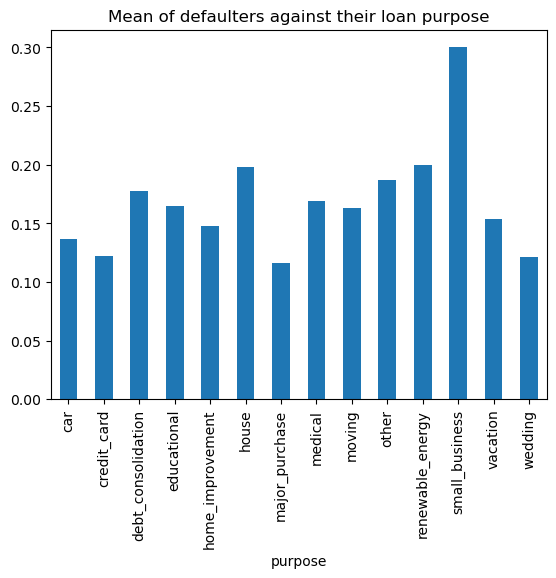 Mean of defaulters against their loan purpose
0.30
0.25
0.20
0.15
0.10
0.05
0.00
car
credit_card
debt_consolidation
educational
home_improvement
house
major_purchase
medical
moving
other
renewable_energy
small_business
vacation
wedding
purpose